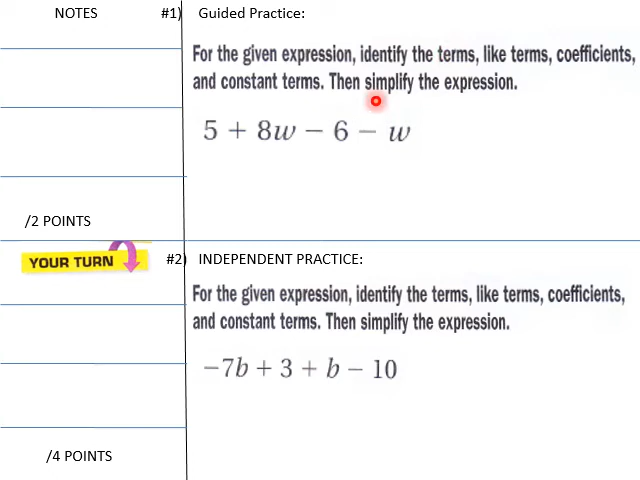 NOTES #1) Guided Practice:
For the given expression, identify the terms, like terms, coefficients,
and constant terms. Then simplify the expression.
5 + 8w − 6 − w
/2 POINTS
YOUR TURN #2) INDEPENDENT PRACTICE:
For the given expression, identify the terms, like terms, coefficients,
and constant terms. Then simplify the expression.
−7b + 3 + b − 10
/4 POINTS